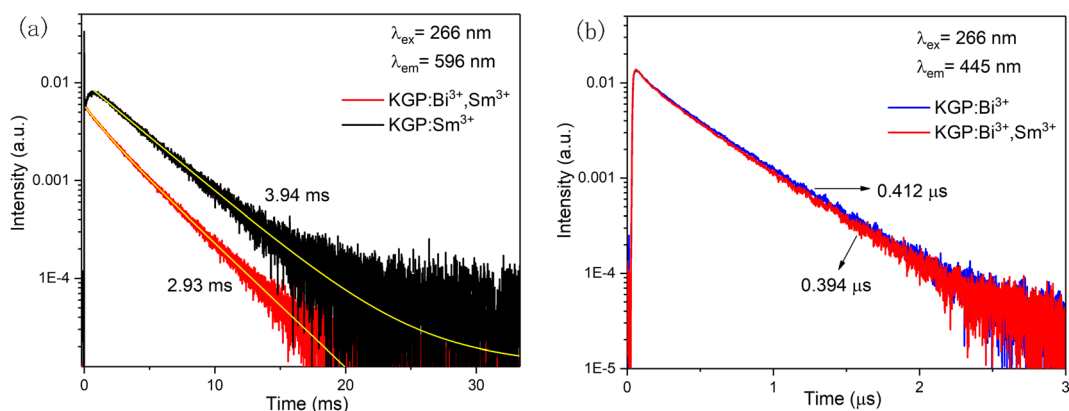 (a)
λex= 266 nm
λem= 596 nm
KGP:Bi³⁺,Sm³⁺
KGP:Sm³⁺
3.94 ms
2.93 ms
0.01
0.001
1E-4
Intensity (a.u.)
0
10
20
30
Time (ms)
(b)
λex= 266 nm
λem= 445 nm
KGP:Bi³⁺
KGP:Bi³⁺,Sm³⁺
0.412 μs
0.394 μs
0.01
0.001
1E-4
1E-5
Intensity (a.u.)
0
1
2
3
Time (μs)